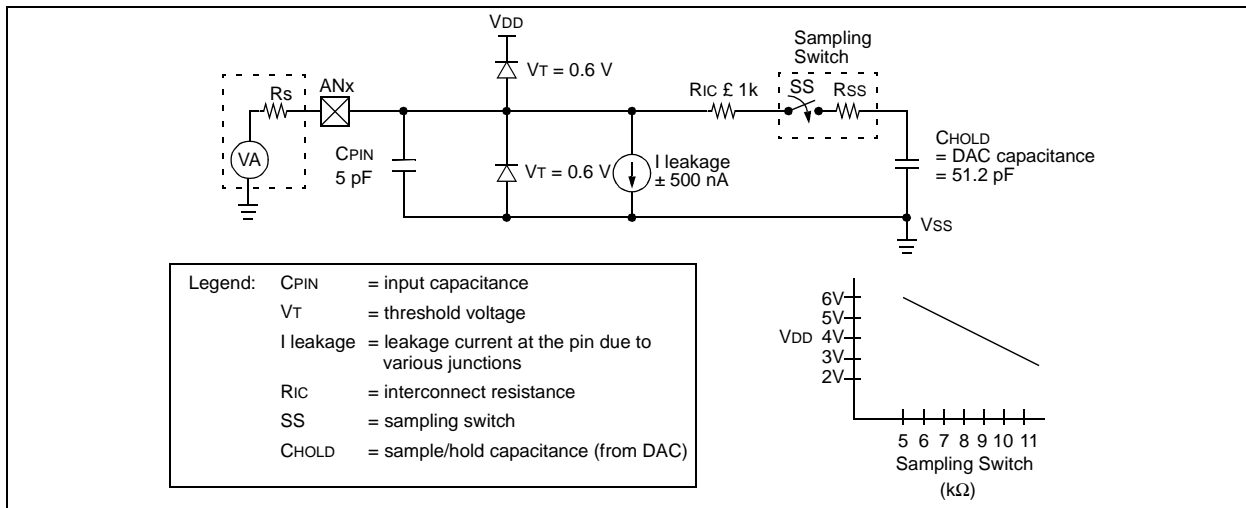 VDD
Sampling
Switch
VT = 0.6 V
Rs
ANx
RIC £ 1k
SS
RSS
VA
CPIN
5 pF
VT = 0.6 V
I leakage
± 500 nA
CHOLD
= DAC capacitance
= 51.2 pF
VSS
Legend:
CPIN = input capacitance
VT = threshold voltage
I leakage = leakage current at the pin due to
various junctions
RIC = interconnect resistance
SS = sampling switch
CHOLD = sample/hold capacitance (from DAC)
6V
5V
VDD 4V
3V
2V
5 6 7 8 9 10 11
Sampling Switch
(kΩ)